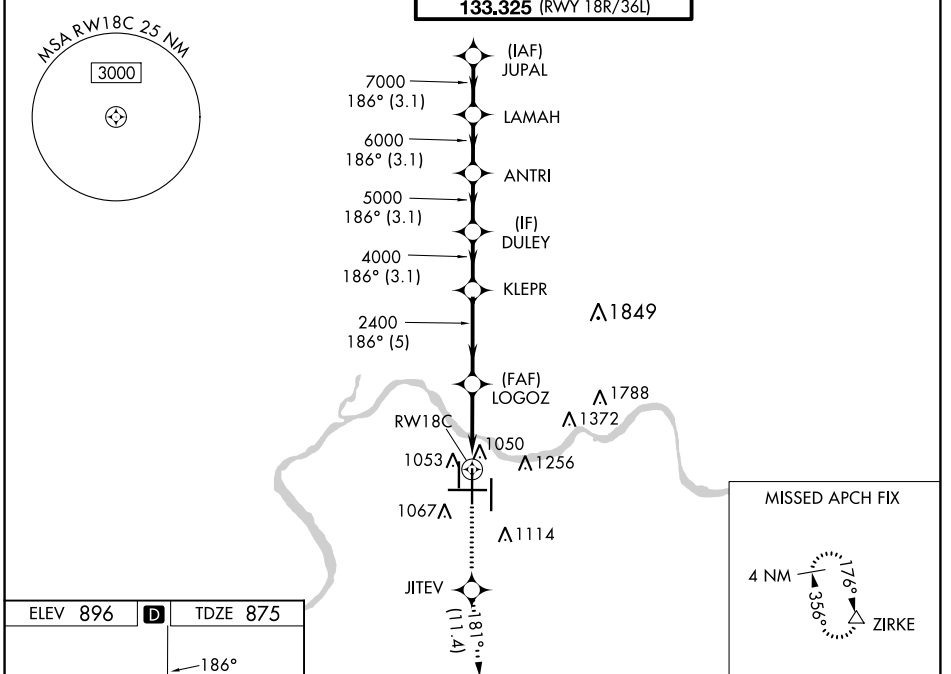 133.325 (RWY 18R/36L)
MSA RW18C 25 NM
3000
(IAF)
JUPAL
7000
186° (3.1)
LAMAH
6000
186° (3.1)
ANTRI
5000
186° (3.1)
(IF)
DULEY
4000
186° (3.1)
KLEPR
1849
2400
186° (5)
(FAF)
LOGOZ
1788
1372
RW18C
1050
1053
1256
1067
1114
MISSED APCH FIX
4 NM
176°
356°
ZIRKE
JITEV
181°
(11.4)
ELEV 896 D TDZE 875
186°